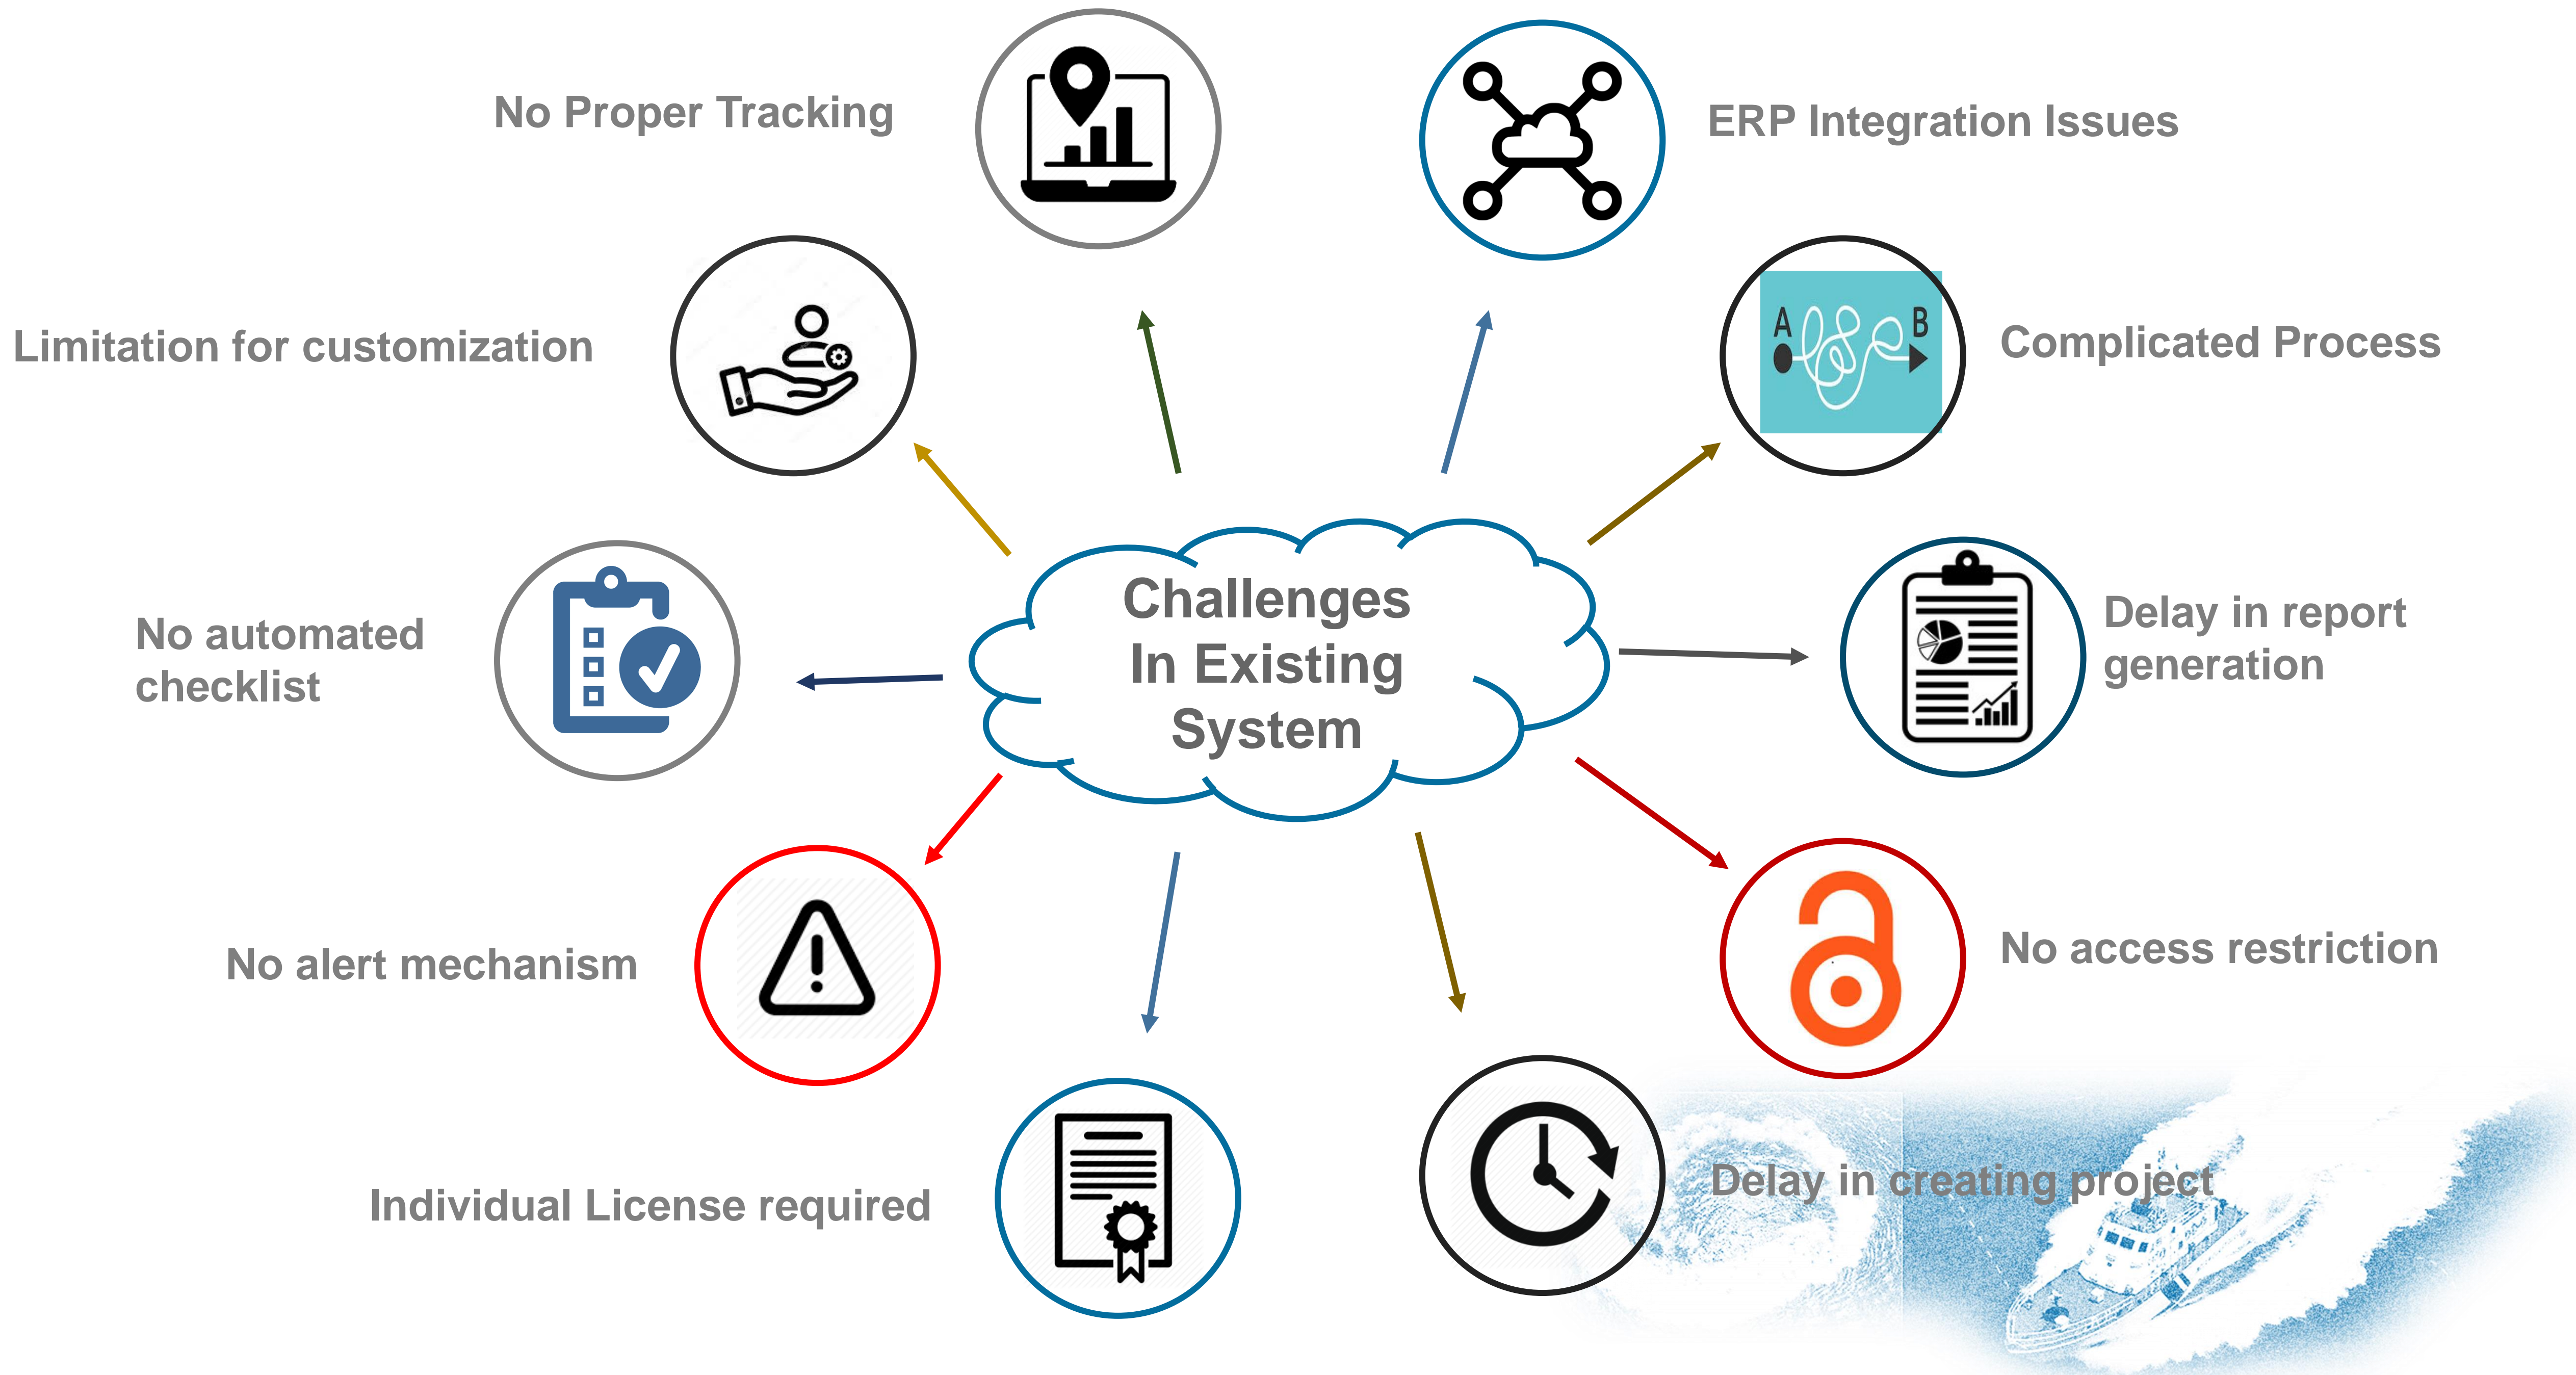 No Proper Tracking
ERP Integration Issues
Limitation for customization
A
B
Complicated Process
Challenges
In Existing
System
No automated
checklist
Delay in report
generation
No alert mechanism
No access restriction
Individual License required
Delay in creating project